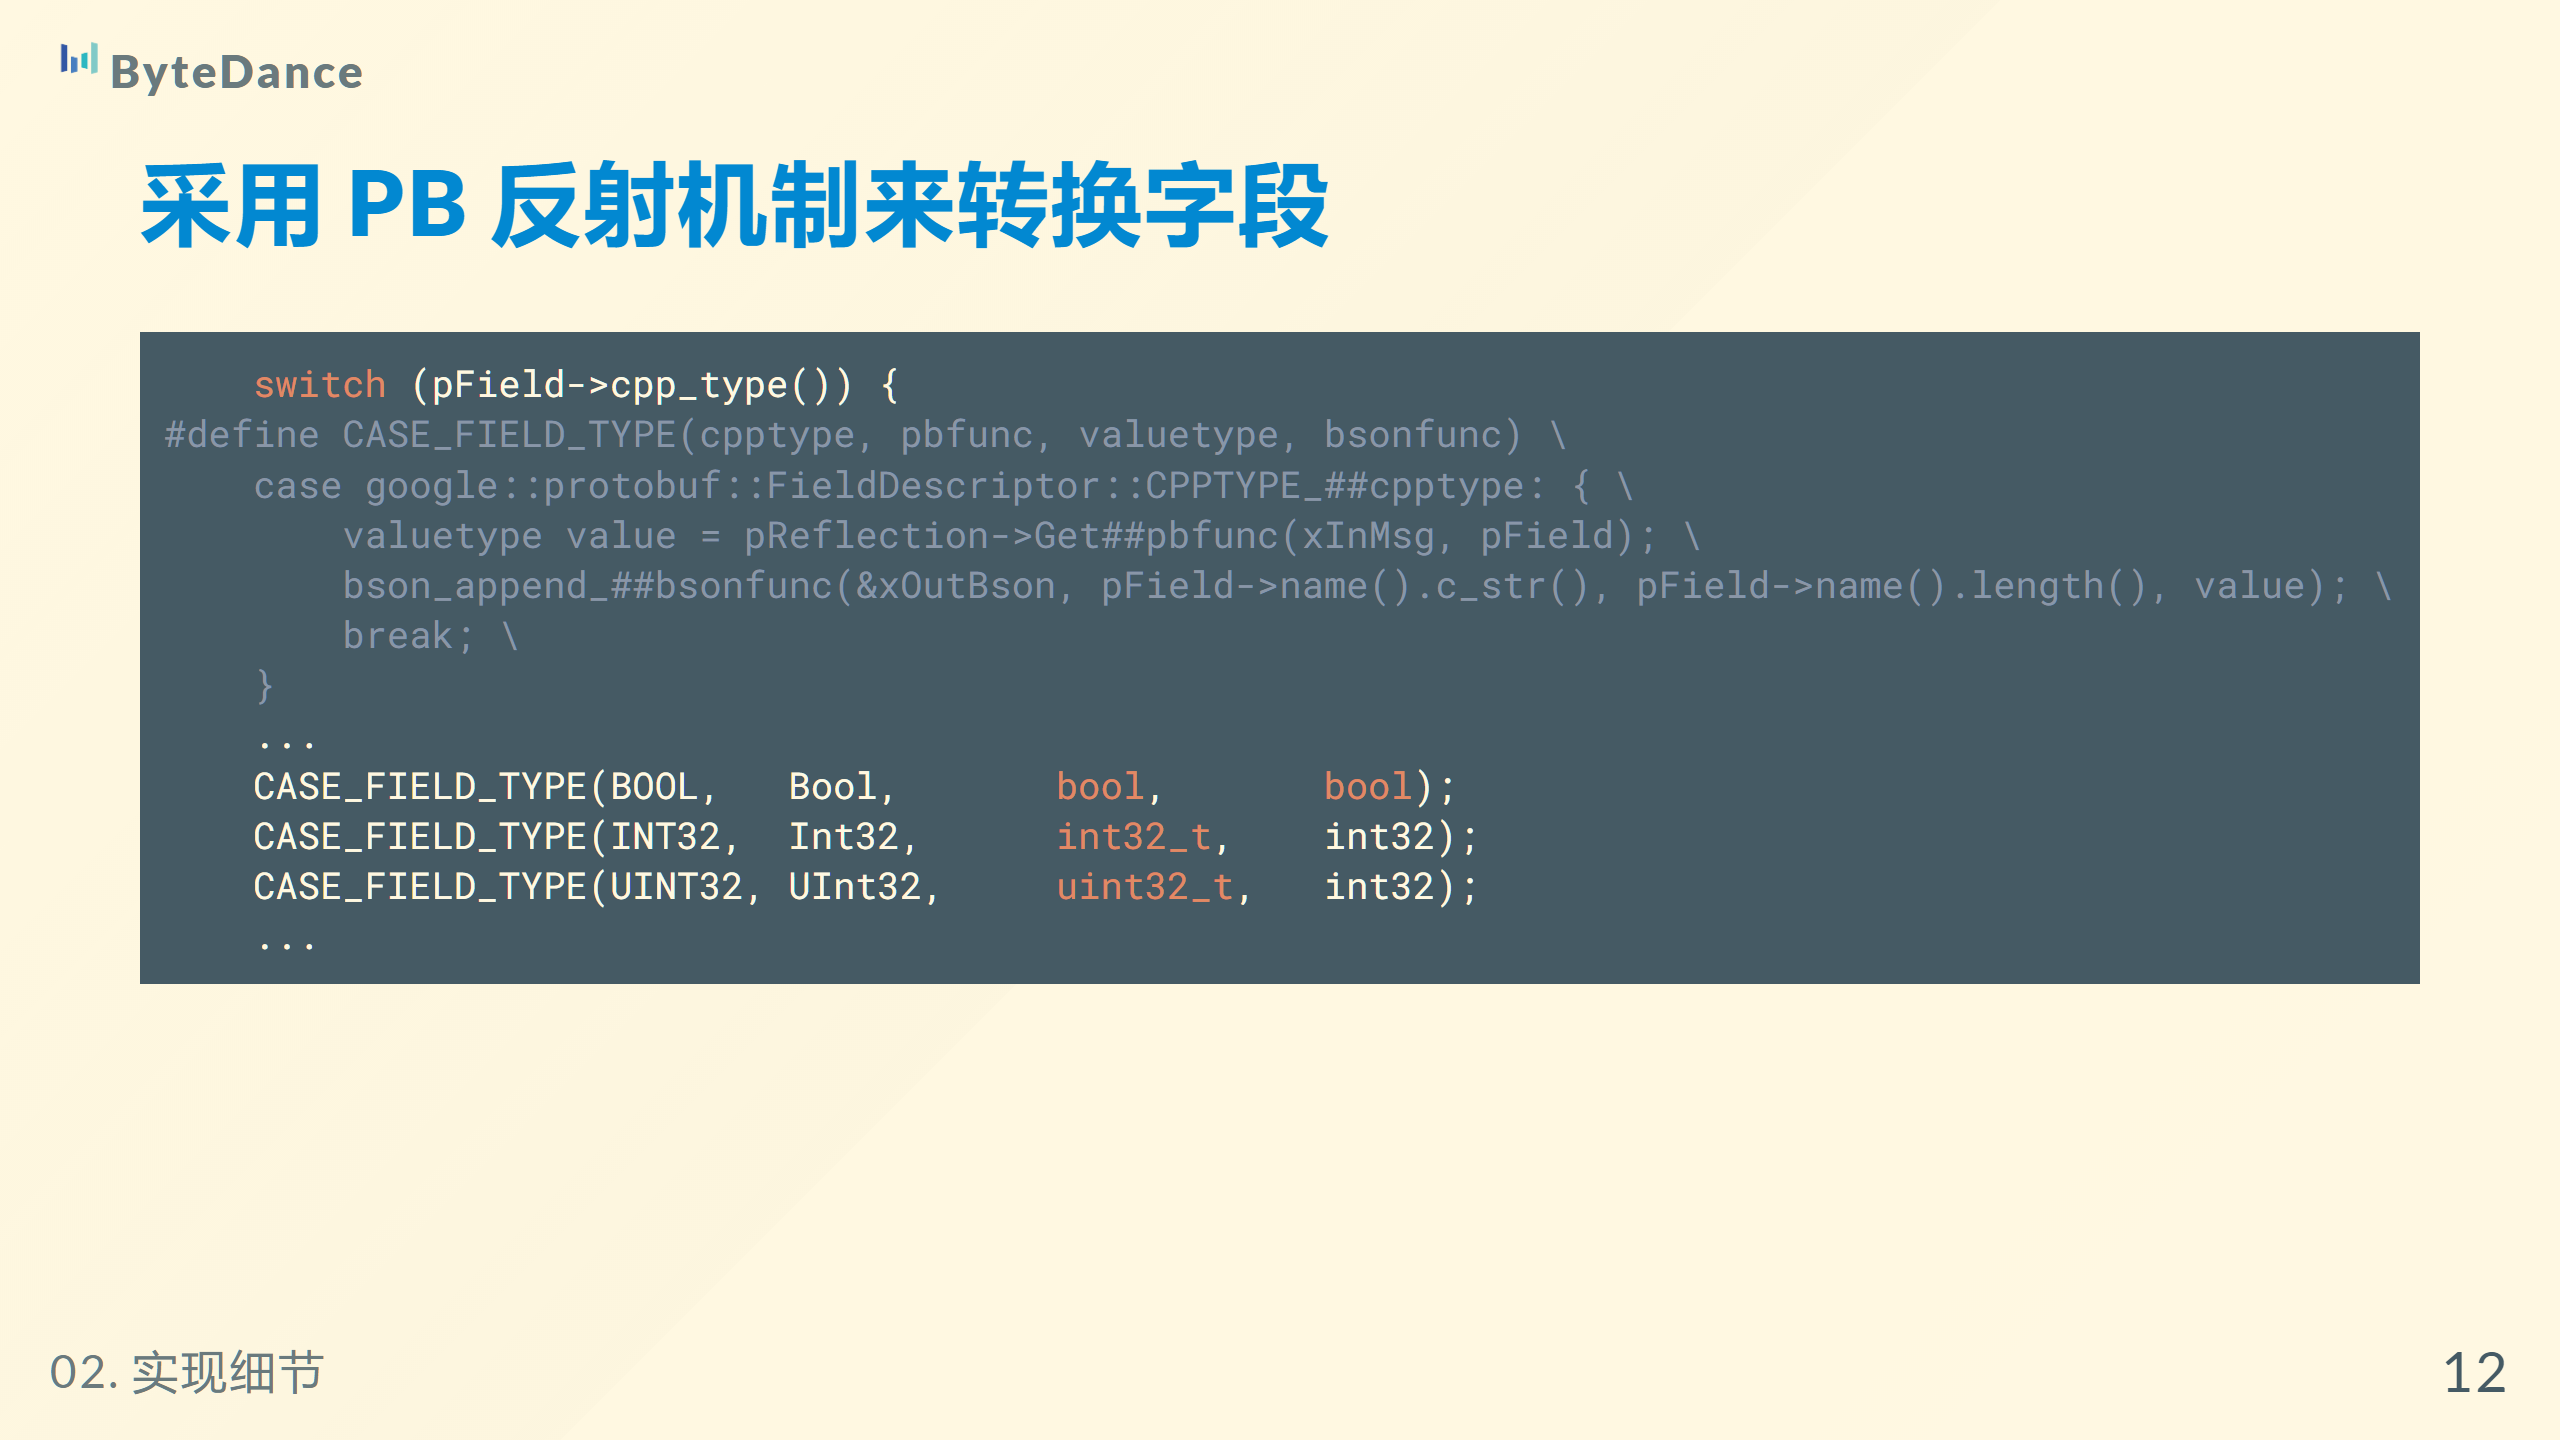 ByteDance
采用 PB 反射机制来转换字段
    switch (pField->cpp_type()) {
#define CASE_FIELD_TYPE(cpptype, pbfunc, valuetype, bsonfunc) \
    case google::protobuf::FieldDescriptor::CPPTYPE_##cpptype: { \
        valuetype value = pReflection->Get##pbfunc(xInMsg, pField); \
        bson_append_##bsonfunc(&xOutBson, pField->name().c_str(), pField->name().length(), value); \
        break; \
    }
    ...
    CASE_FIELD_TYPE(BOOL,   Bool,       bool,       bool);
    CASE_FIELD_TYPE(INT32,  Int32,      int32_t,    int32);
    CASE_FIELD_TYPE(UINT32, UInt32,     uint32_t,   int32);
    ...
02. 实现细节
12